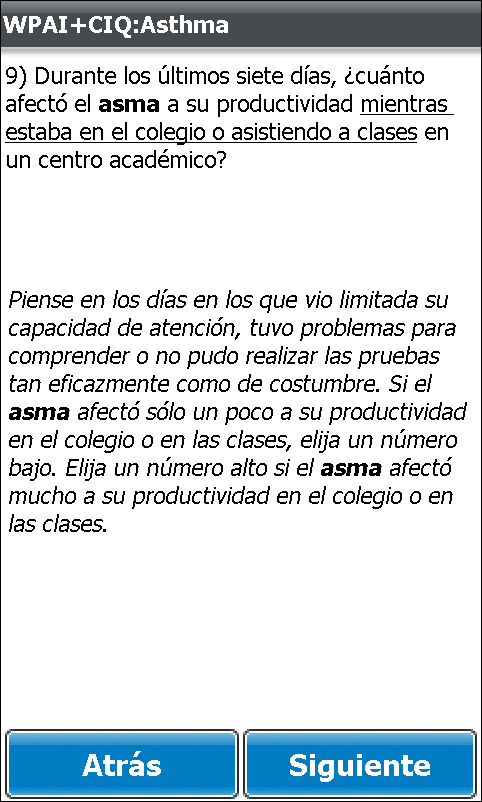 WPAI+CIQ:Asthma
9) Durante los últimos siete días, ¿cuánto
afectó el asma a su productividad mientras
estaba en el colegio o asistiendo a clases en
un centro académico?
Piense en los días en los que vio limitada su
capacidad de atención, tuvo problemas para
comprender o no pudo realizar las pruebas
tan eficazmente como de costumbre. Si el
asma afectó sólo un poco a su productividad
en el colegio o en las clases, elija un número
bajo. Elija un número alto si el asma afectó
mucho a su productividad en el colegio o en
las clases.
Atrás Siguiente